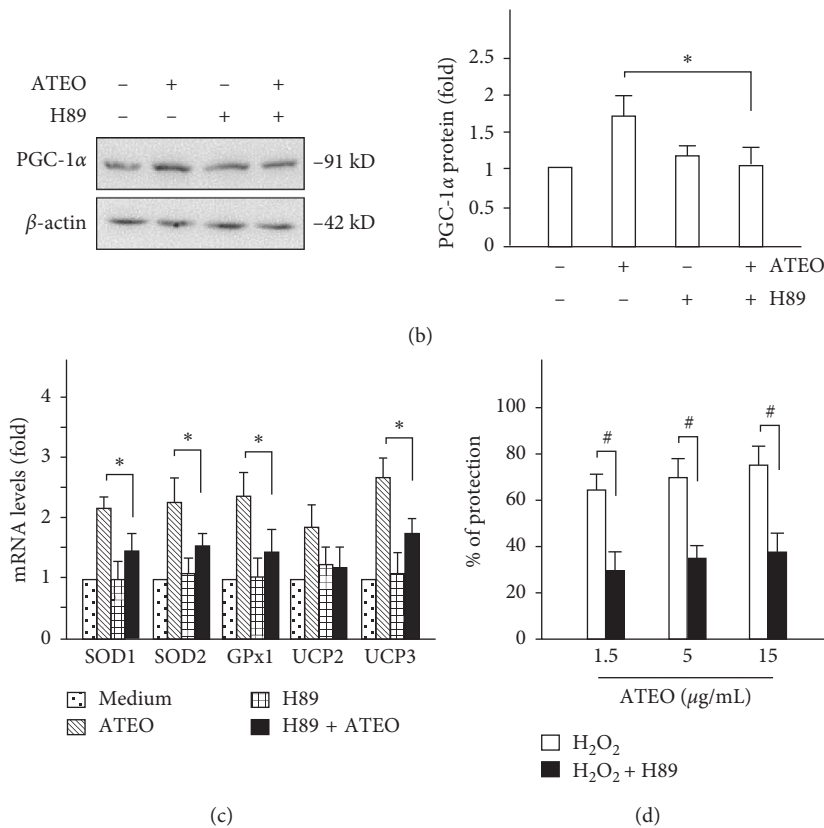 ATEO – + – +
H89 – – + +
PGC-1α –91 kD
β-actin –42 kD
PGC-1α protein (fold)
2.5
2
1.5
1
0.5
0
*
– + – + ATEO
– – + + H89
(b)
mRNA levels (fold)
4
2
1
0
* * * *
SOD1 SOD2 GPx1 UCP2 UCP3
Medium H89
ATEO H89 + ATEO
(c)
% of protection
100
80
60
40
20
0
# # #
1.5 5 15
ATEO (μg/mL)
H₂O₂
H₂O₂ + H89
(d)